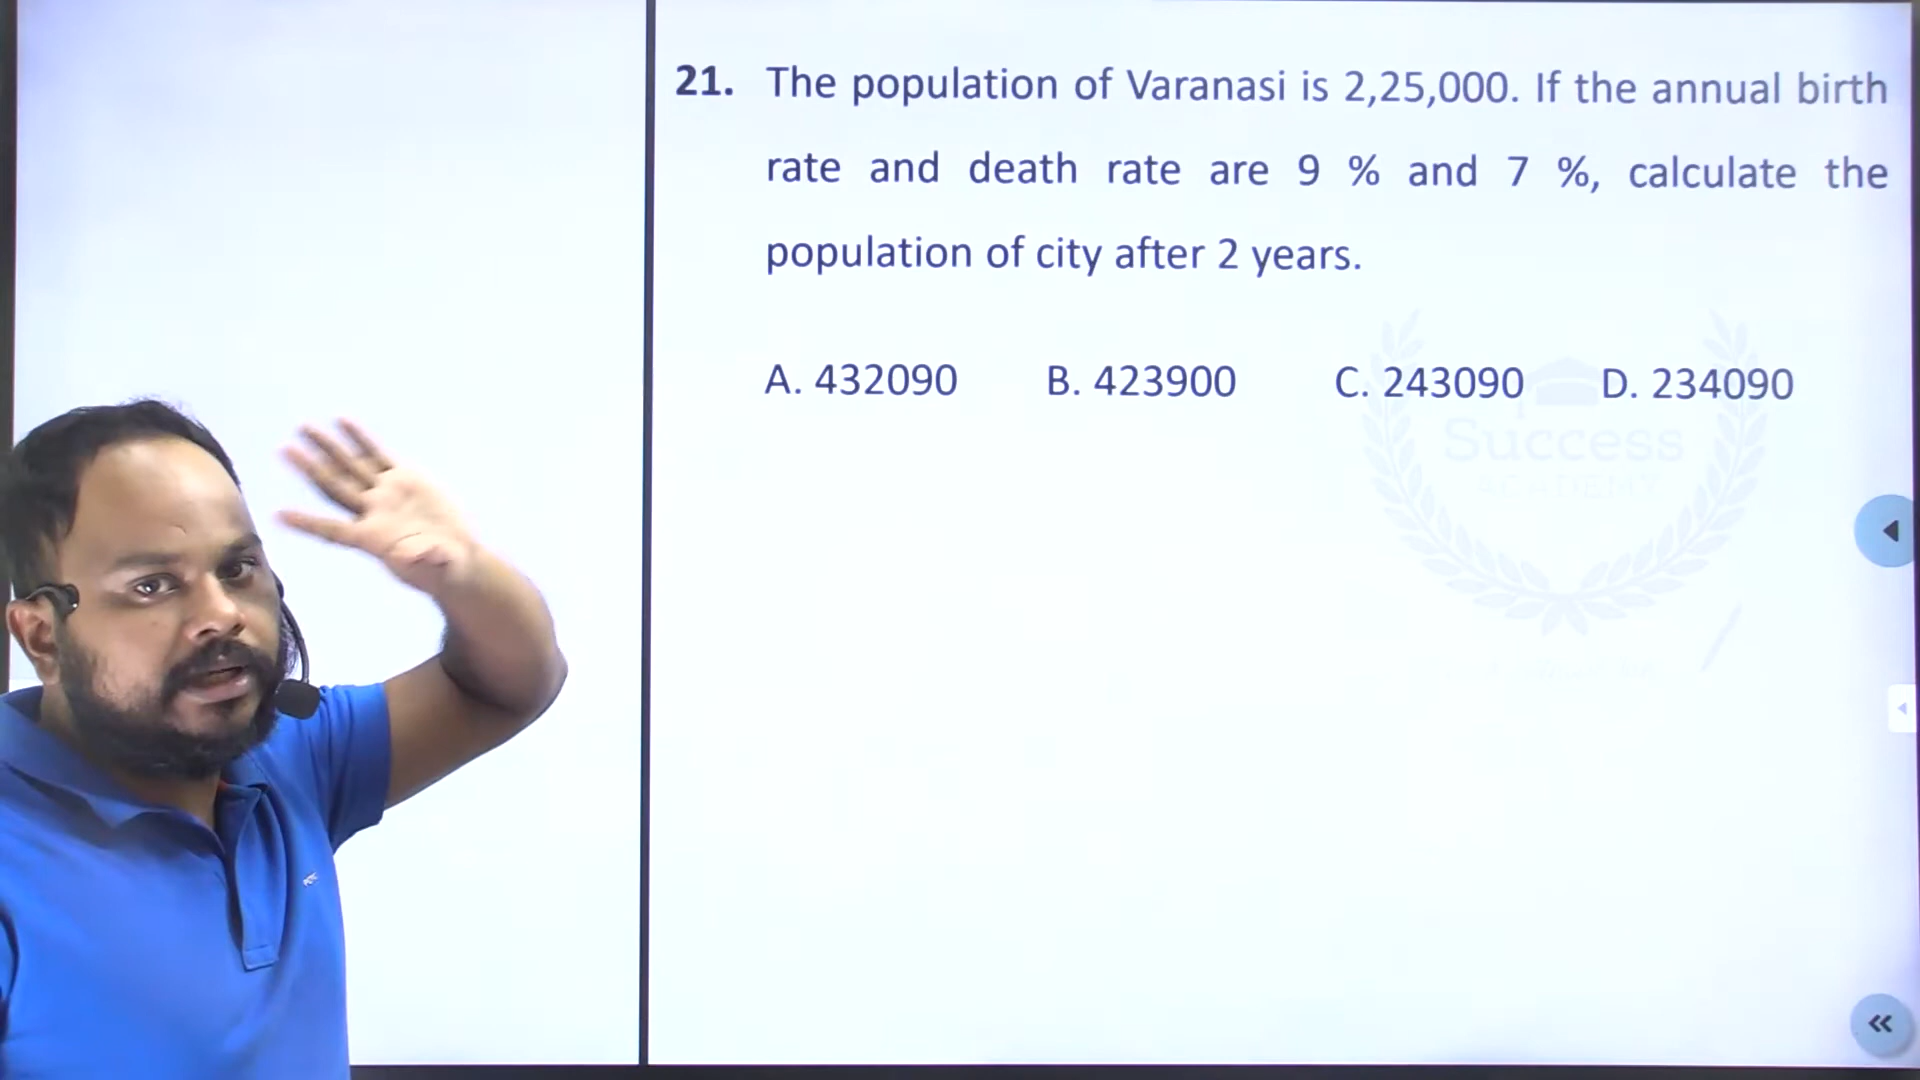 21. The population of Varanasi is 2,25,000. If the annual birth
rate and death rate are 9 % and 7 %, calculate the
population of city after 2 years.
A. 432090 B. 423900 C. 243090 D. 234090
Success
ACADEMY